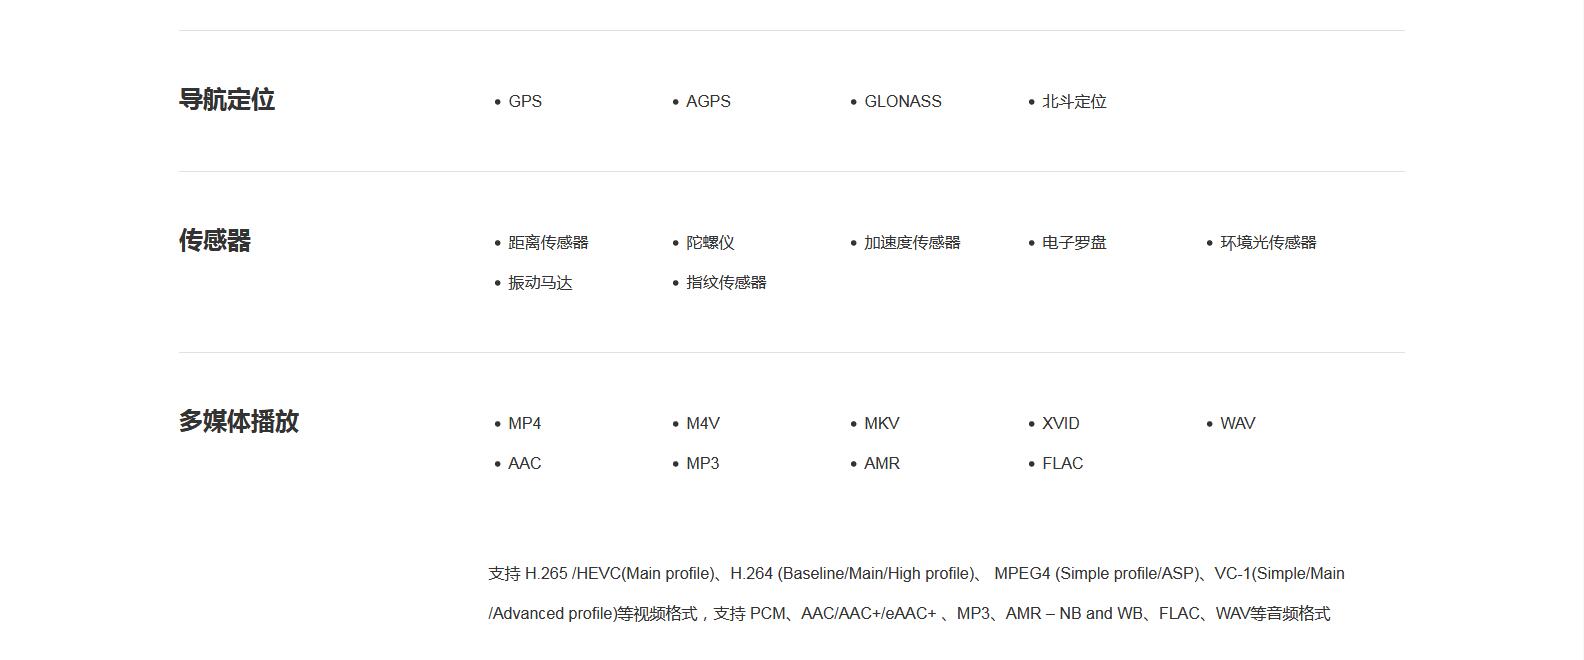 导航定位
• GPS • AGPS • GLONASS • 北斗定位
传感器
• 距离传感器 • 陀螺仪 • 加速度传感器 • 电子罗盘 • 环境光传感器
• 振动马达 • 指纹传感器
多媒体播放
• MP4 • M4V • MKV • XVID • WAV
• AAC • MP3 • AMR • FLAC
支持 H.265 /HEVC(Main profile)、H.264 (Baseline/Main/High profile)、 MPEG4 (Simple profile/ASP)、VC-1(Simple/Main
/Advanced profile)等视频格式，支持 PCM、AAC/AAC+/eAAC+ 、MP3、AMR – NB and WB、FLAC、WAV等音频格式